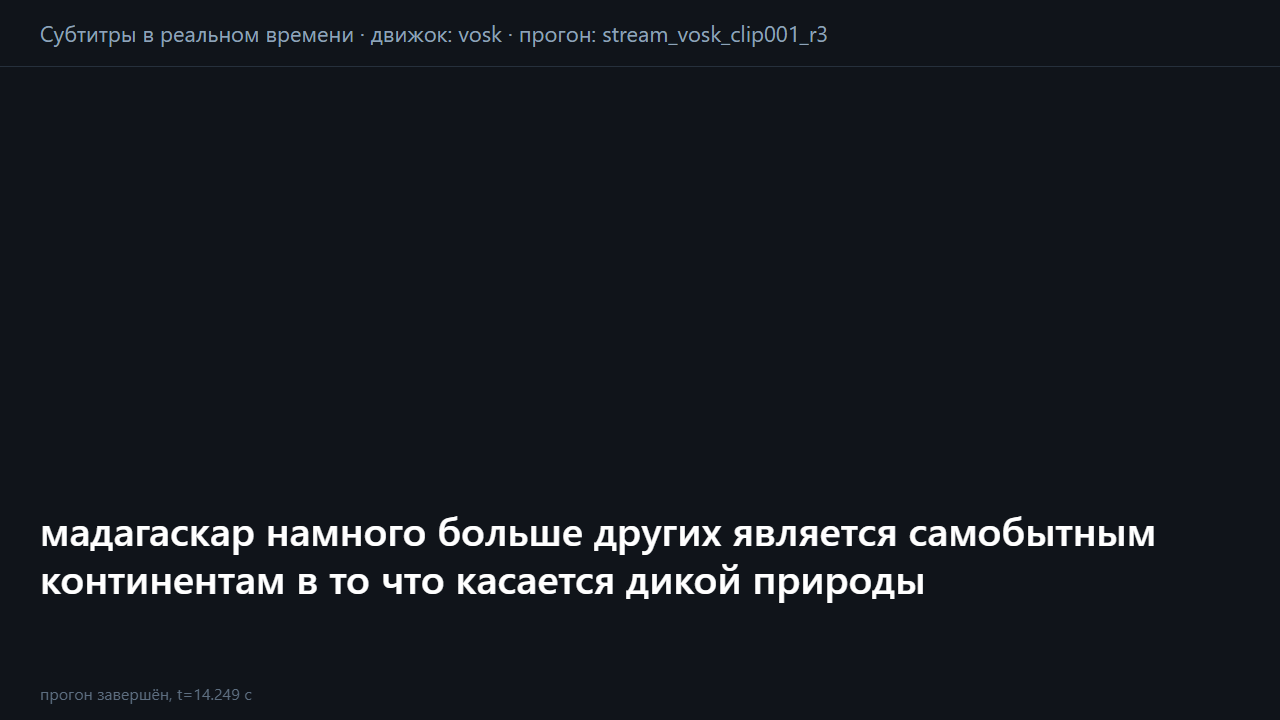 Субтитры в реальном времени · движок: vosk · прогон: stream_vosk_clip001_r3
мадагаскар намного больше других является самобытным
континентам в то что касается дикой природы
прогон завершён, t=14.249 с